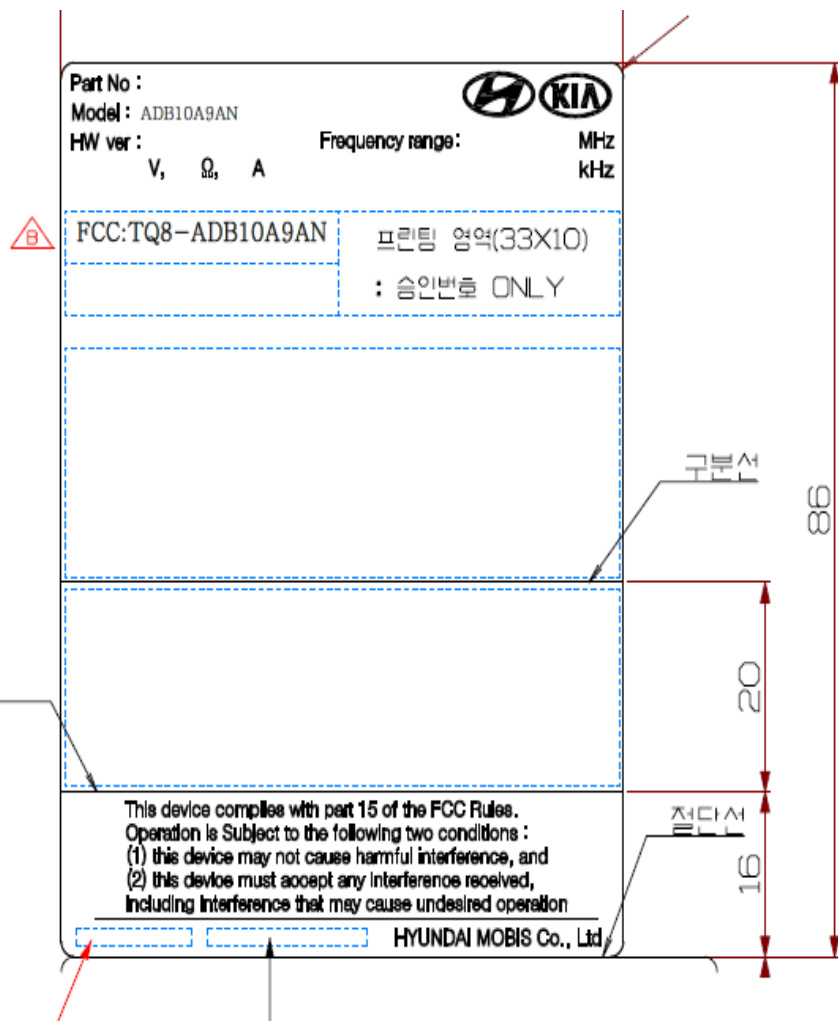 Part No :
Model : ADB10A9AN
HW ver :
Frequency range: MHz
V, Ω, A
kHz
KIA
B
FCC:TQ8-ADB10A9AN
프린팅 영역(33X10)
: 승인번호 ONLY
구분선
86
20
This device complies with part 15 of the FCC Rules.
Operation is Subject to the following two conditions :
(1) this device may not cause harmful interference, and
(2) this device must accept any interference received,
including interference that may cause undesired operation
절단선
16
HYUNDAI MOBIS Co., Ltd